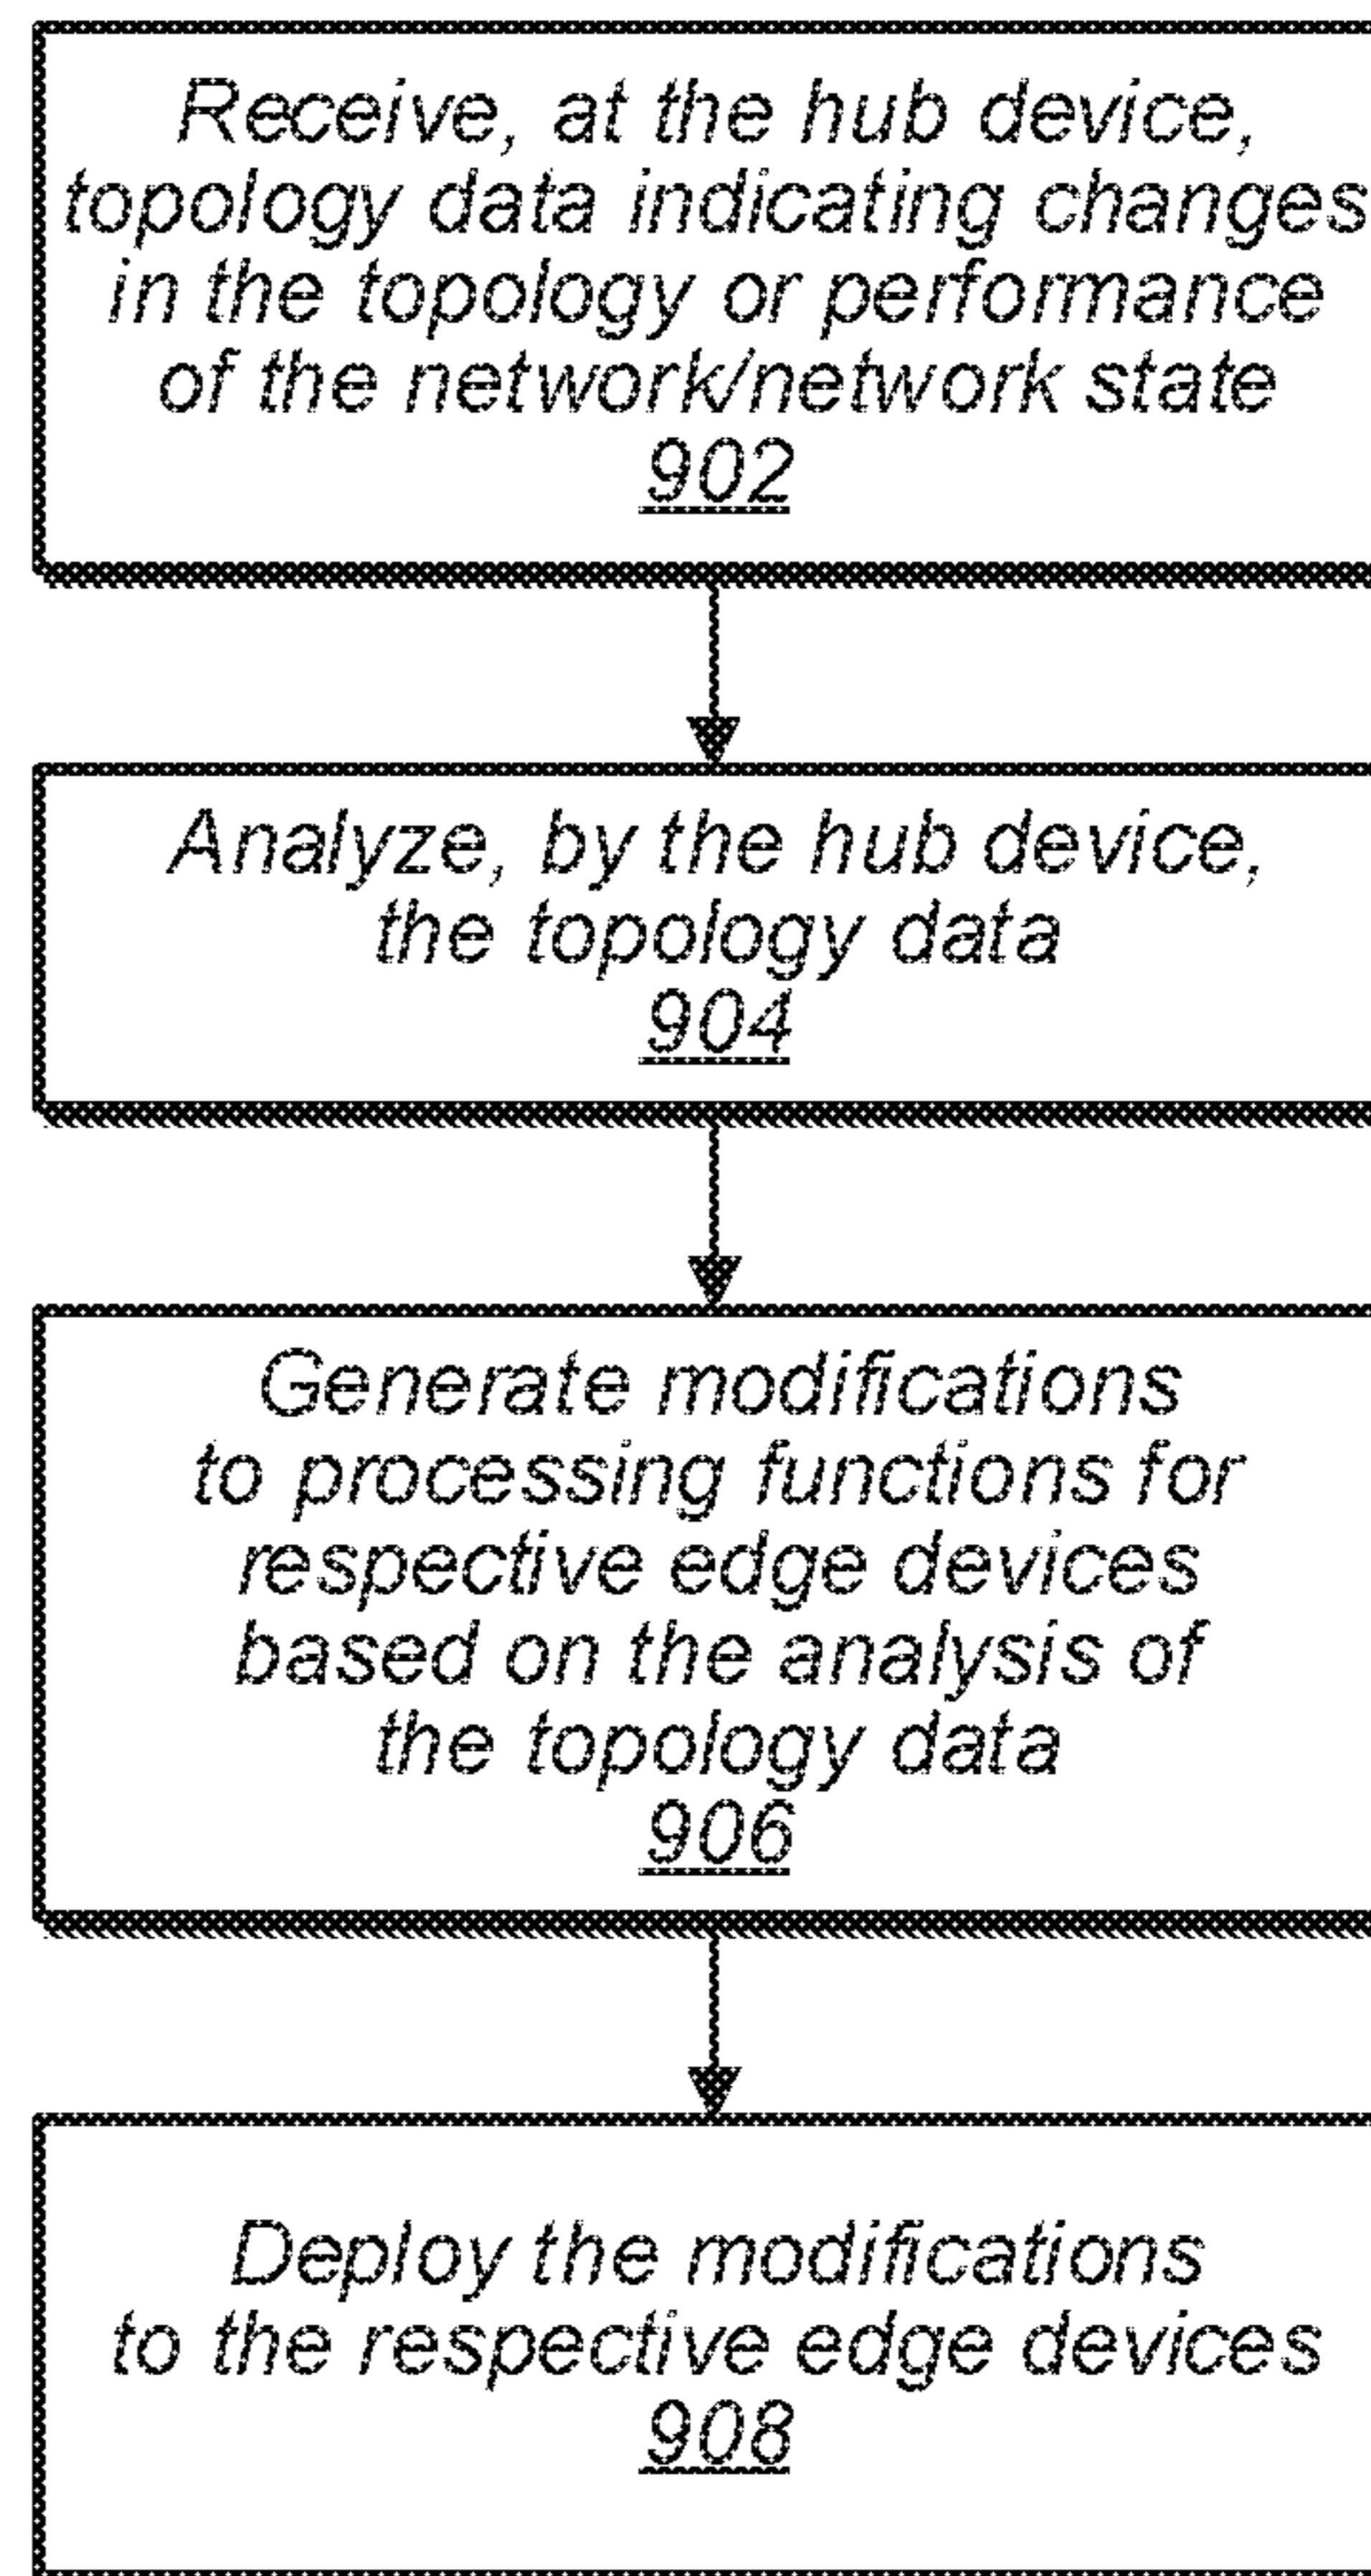 Receive, at the hub device,
topology data indicating changes
in the topology or performance
of the network/network state
902
Analyze, by the hub device,
the topology data
904
Generate modifications
to processing functions for
respective edge devices
based on the analysis of
the topology data
906
Deploy the modifications
to the respective edge devices
908